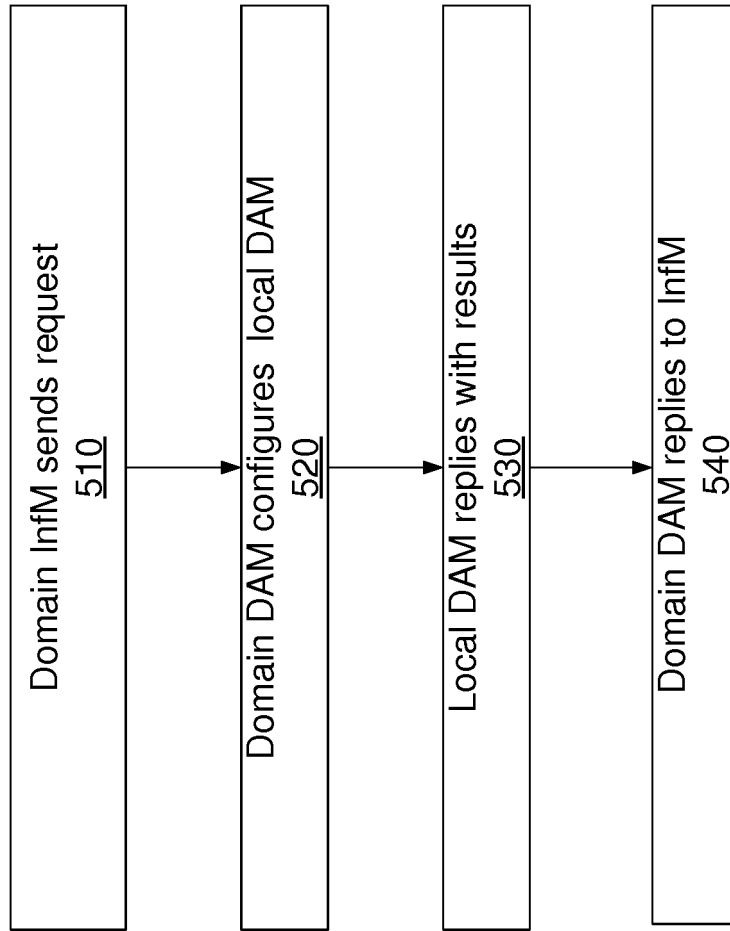 Domain InfM sends request
510
Domain DAM configures local DAM
520
Local DAM replies with results
530
Domain DAM replies to InfM
540